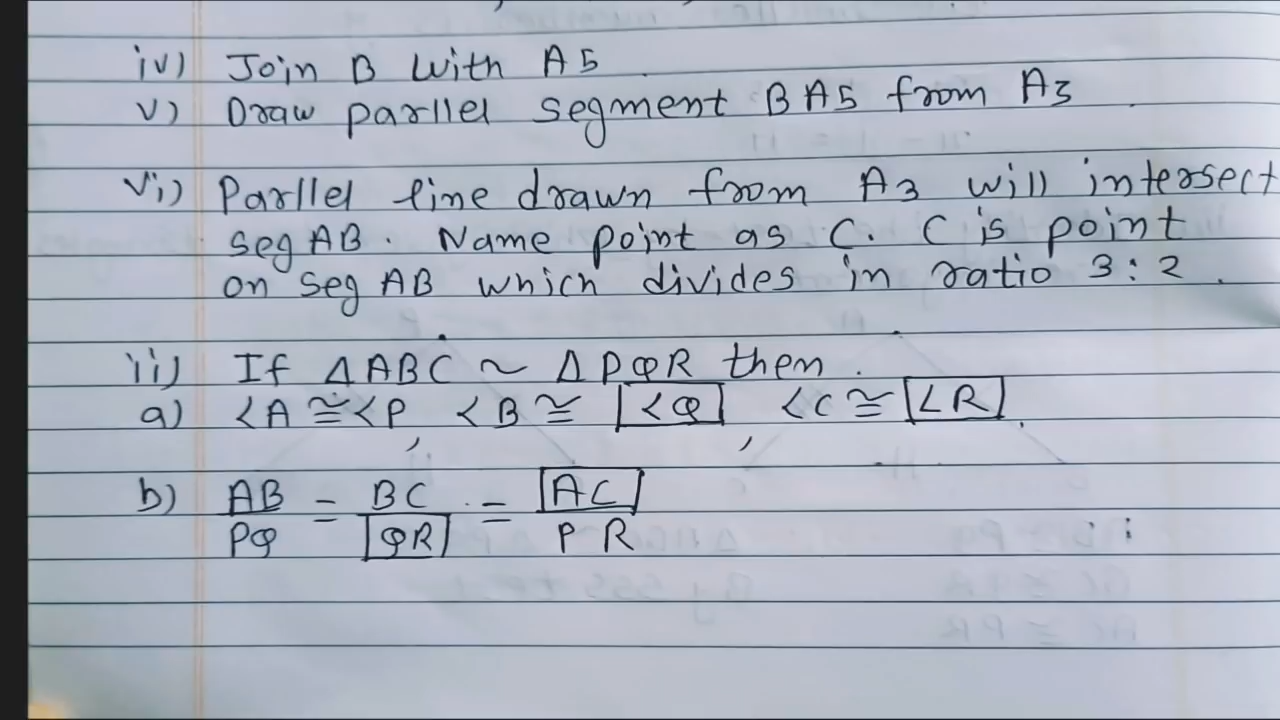 iv) Join B with A5
v) Draw parllel segment BA5 from A3
vi) Parllel line drawn from A3 will intersect
seg AB. Name point as C. C is point
on seg AB which divides in ratio 3:2.
ii) If ΔABC ~ ΔPQR then.
a) <A ≅ <P, <B ≅ <Q, <C ≅ <R.
b) AB = BC = AC
PQ QR PR